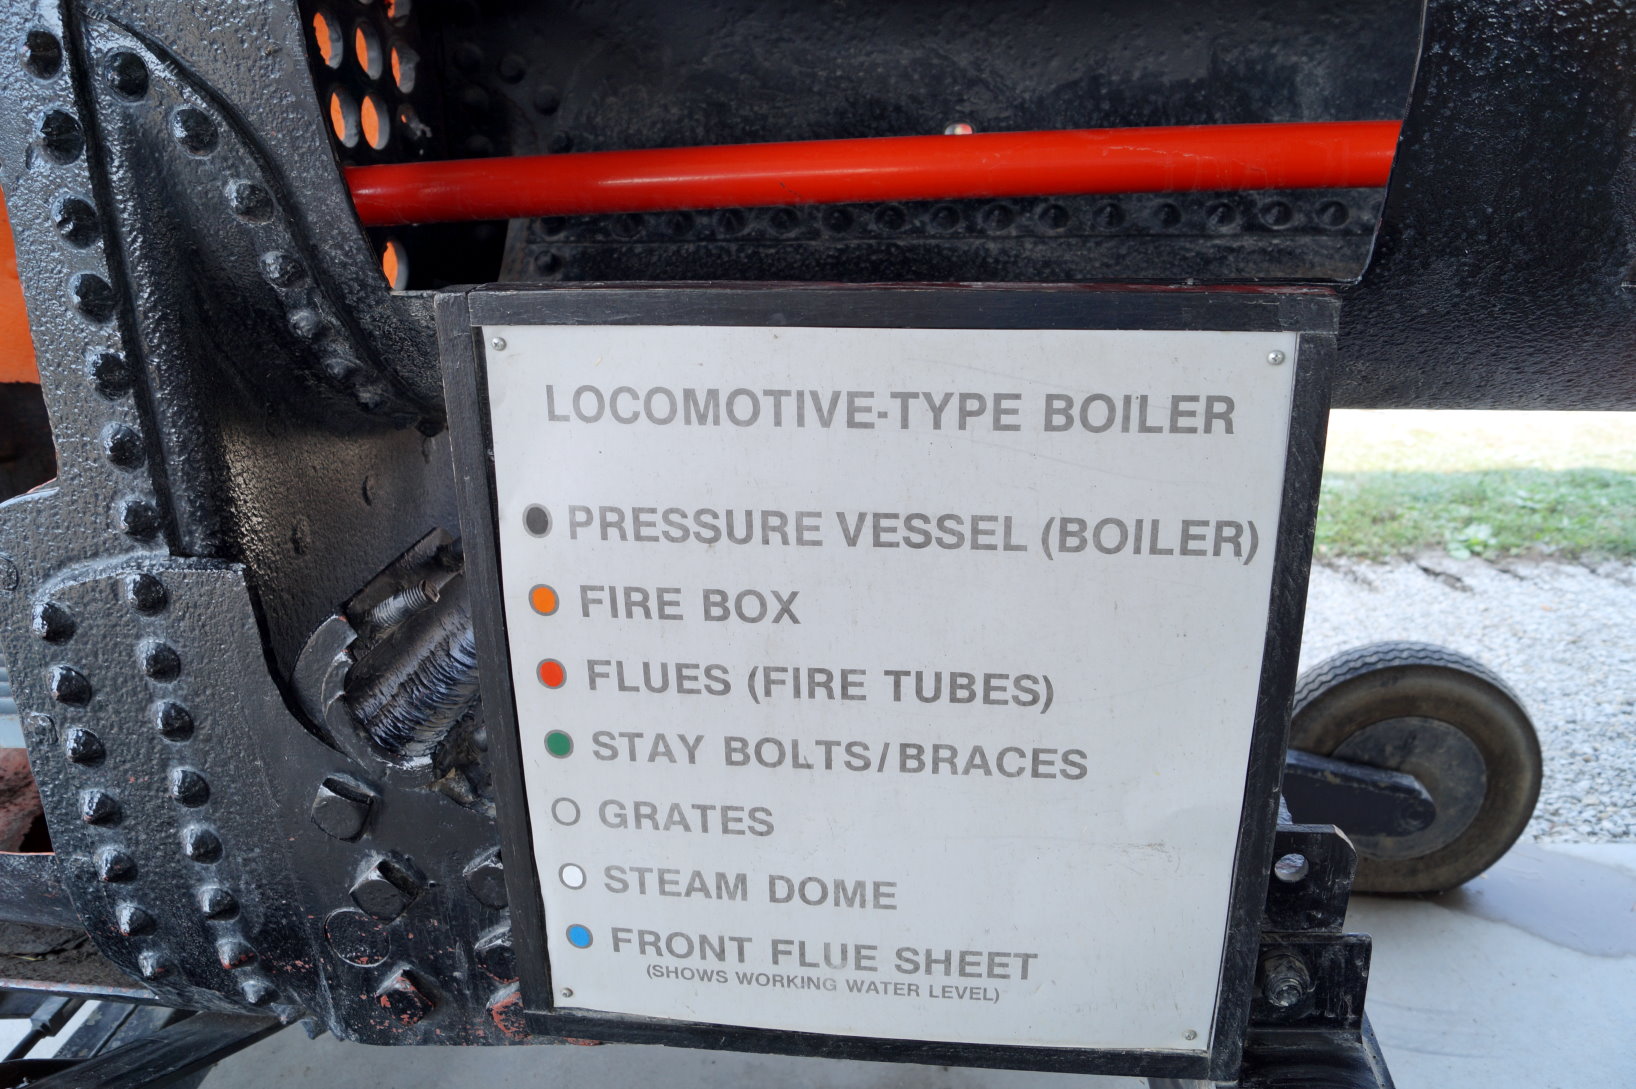 LOCOMOTIVE-TYPE BOILER
PRESSURE VESSEL (BOILER)
FIRE BOX
FLUES (FIRE TUBES)
STAY BOLTS/BRACES
GRATES
STEAM DOME
FRONT FLUE SHEET
(SHOWS WORKING WATER LEVEL)